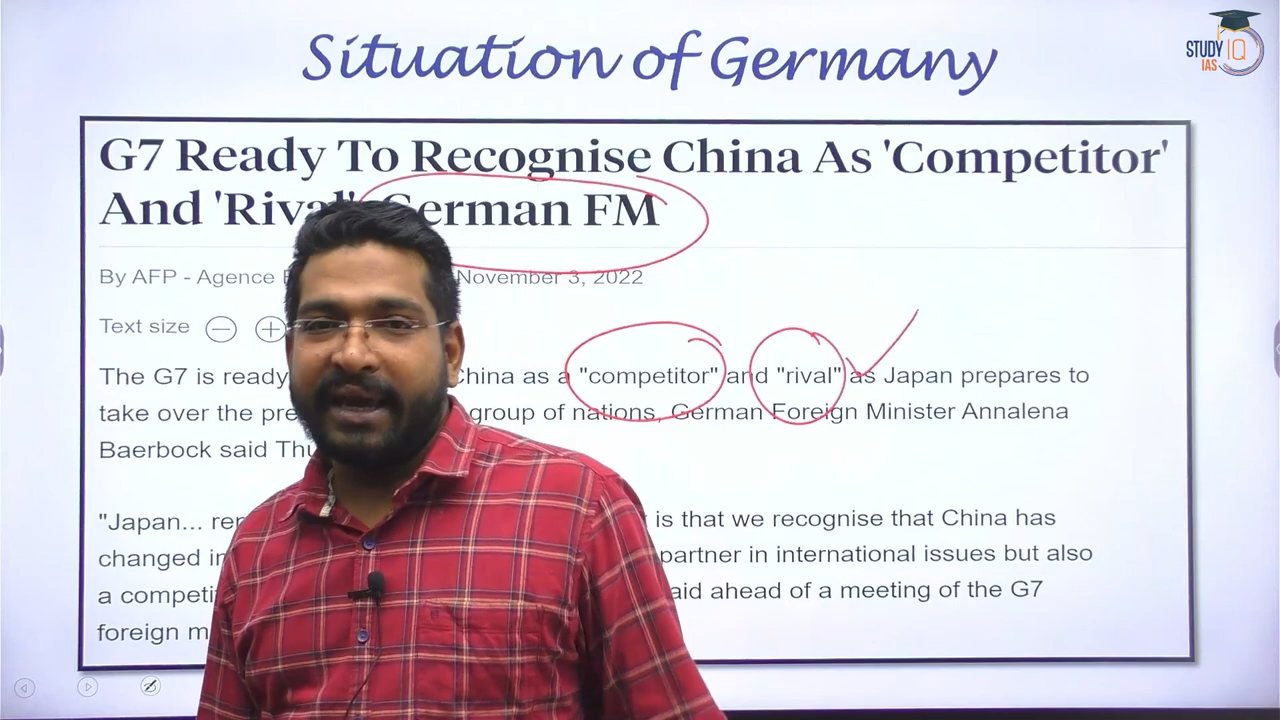 Situation of Germany
STUDY IQ
IAS
G7 Ready To Recognise China As 'Competitor'
And 'Rival': German FM
By AFP - Agence November 3, 2022
Text size
The G7 is ready China as a "competitor" and "rival" as Japan prepares to
take over the group of nations, German Foreign Minister Annalena
Baerbock said
"Japan... is that we recognise that China has
changed partner in international issues but also
a ahead of a meeting of the G7
foreign